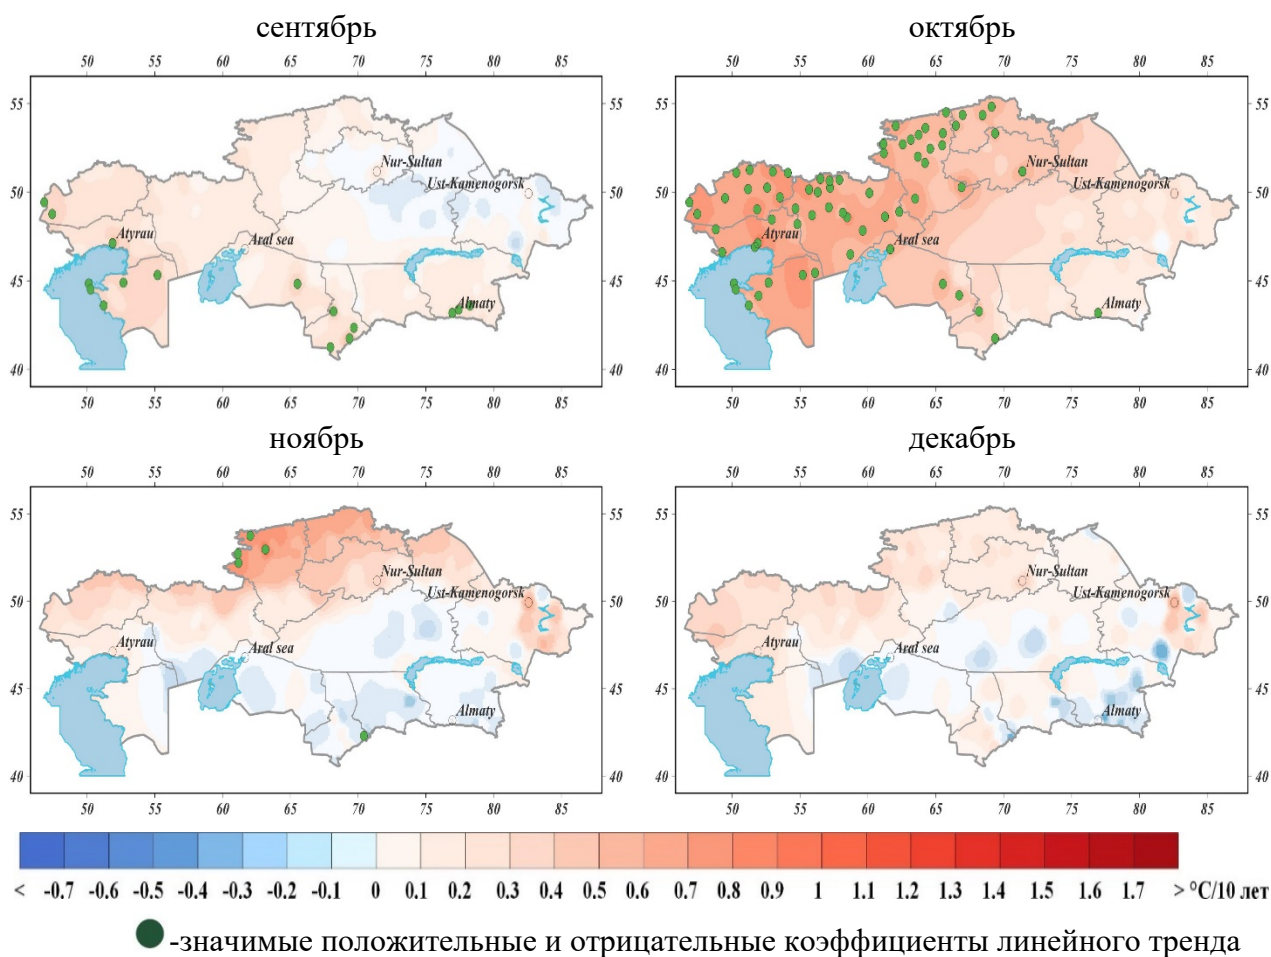 сентябрь октябрь
50 55 60 65 70 75 80 85 50 55 60 65 70 75 80 85
55 55 55 55
Nur-Sultan Nur-Sultan
Ust-Kamenogorsk Ust-Kamenogorsk
50 50 50 50
Atyrau Aral sea Atyrau Aral sea
45 45 45 45
Almaty Almaty
40 40 40 40
50 55 60 65 70 75 80 85 50 55 60 65 70 75 80 85
ноябрь декабрь
50 55 60 65 70 75 80 85 50 55 60 65 70 75 80 85
55 55 55 55
Nur-Sultan Nur-Sultan
Ust-Kamenogorsk Ust-Kamenogorsk
50 50 50 50
Atyrau Aral sea Atyrau Aral sea
45 45 45 45
Almaty Almaty
40 40 40 40
50 55 60 65 70 75 80 85 50 55 60 65 70 75 80 85
< -0.7 -0.6 -0.5 -0.4 -0.3 -0.2 -0.1 0 0.1 0.2 0.3 0.4 0.5 0.6 0.7 0.8 0.9 1 1.1 1.2 1.3 1.4 1.5 1.6 1.7 > °C/10 лет
-значимые положительные и отрицательные коэффициенты линейного тренда